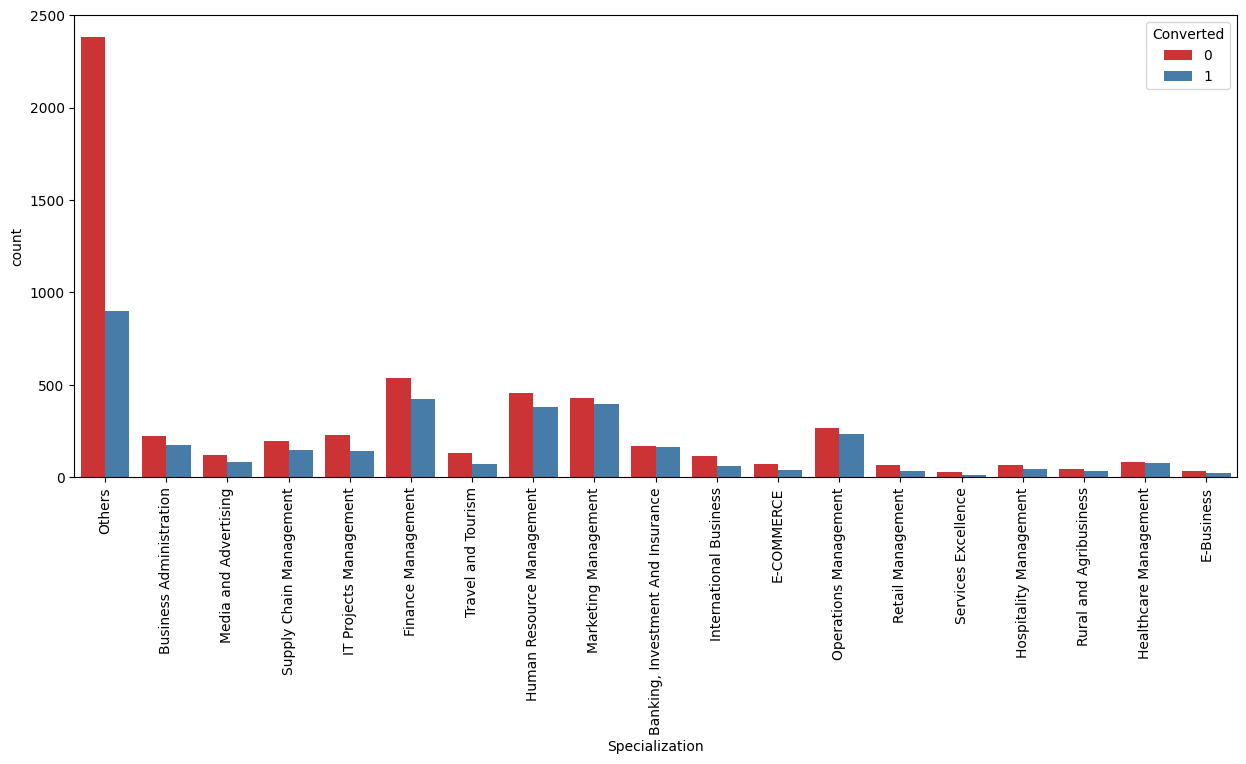 2500
2000
1500
1000
500
0
count
Converted
0
1
Others
Business Administration
Media and Advertising
Supply Chain Management
IT Projects Management
Finance Management
Travel and Tourism
Human Resource Management
Marketing Management
Banking, Investment And Insurance
International Business
E-COMMERCE
Operations Management
Retail Management
Services Excellence
Hospitality Management
Rural and Agribusiness
Healthcare Management
E-Business
Specialization